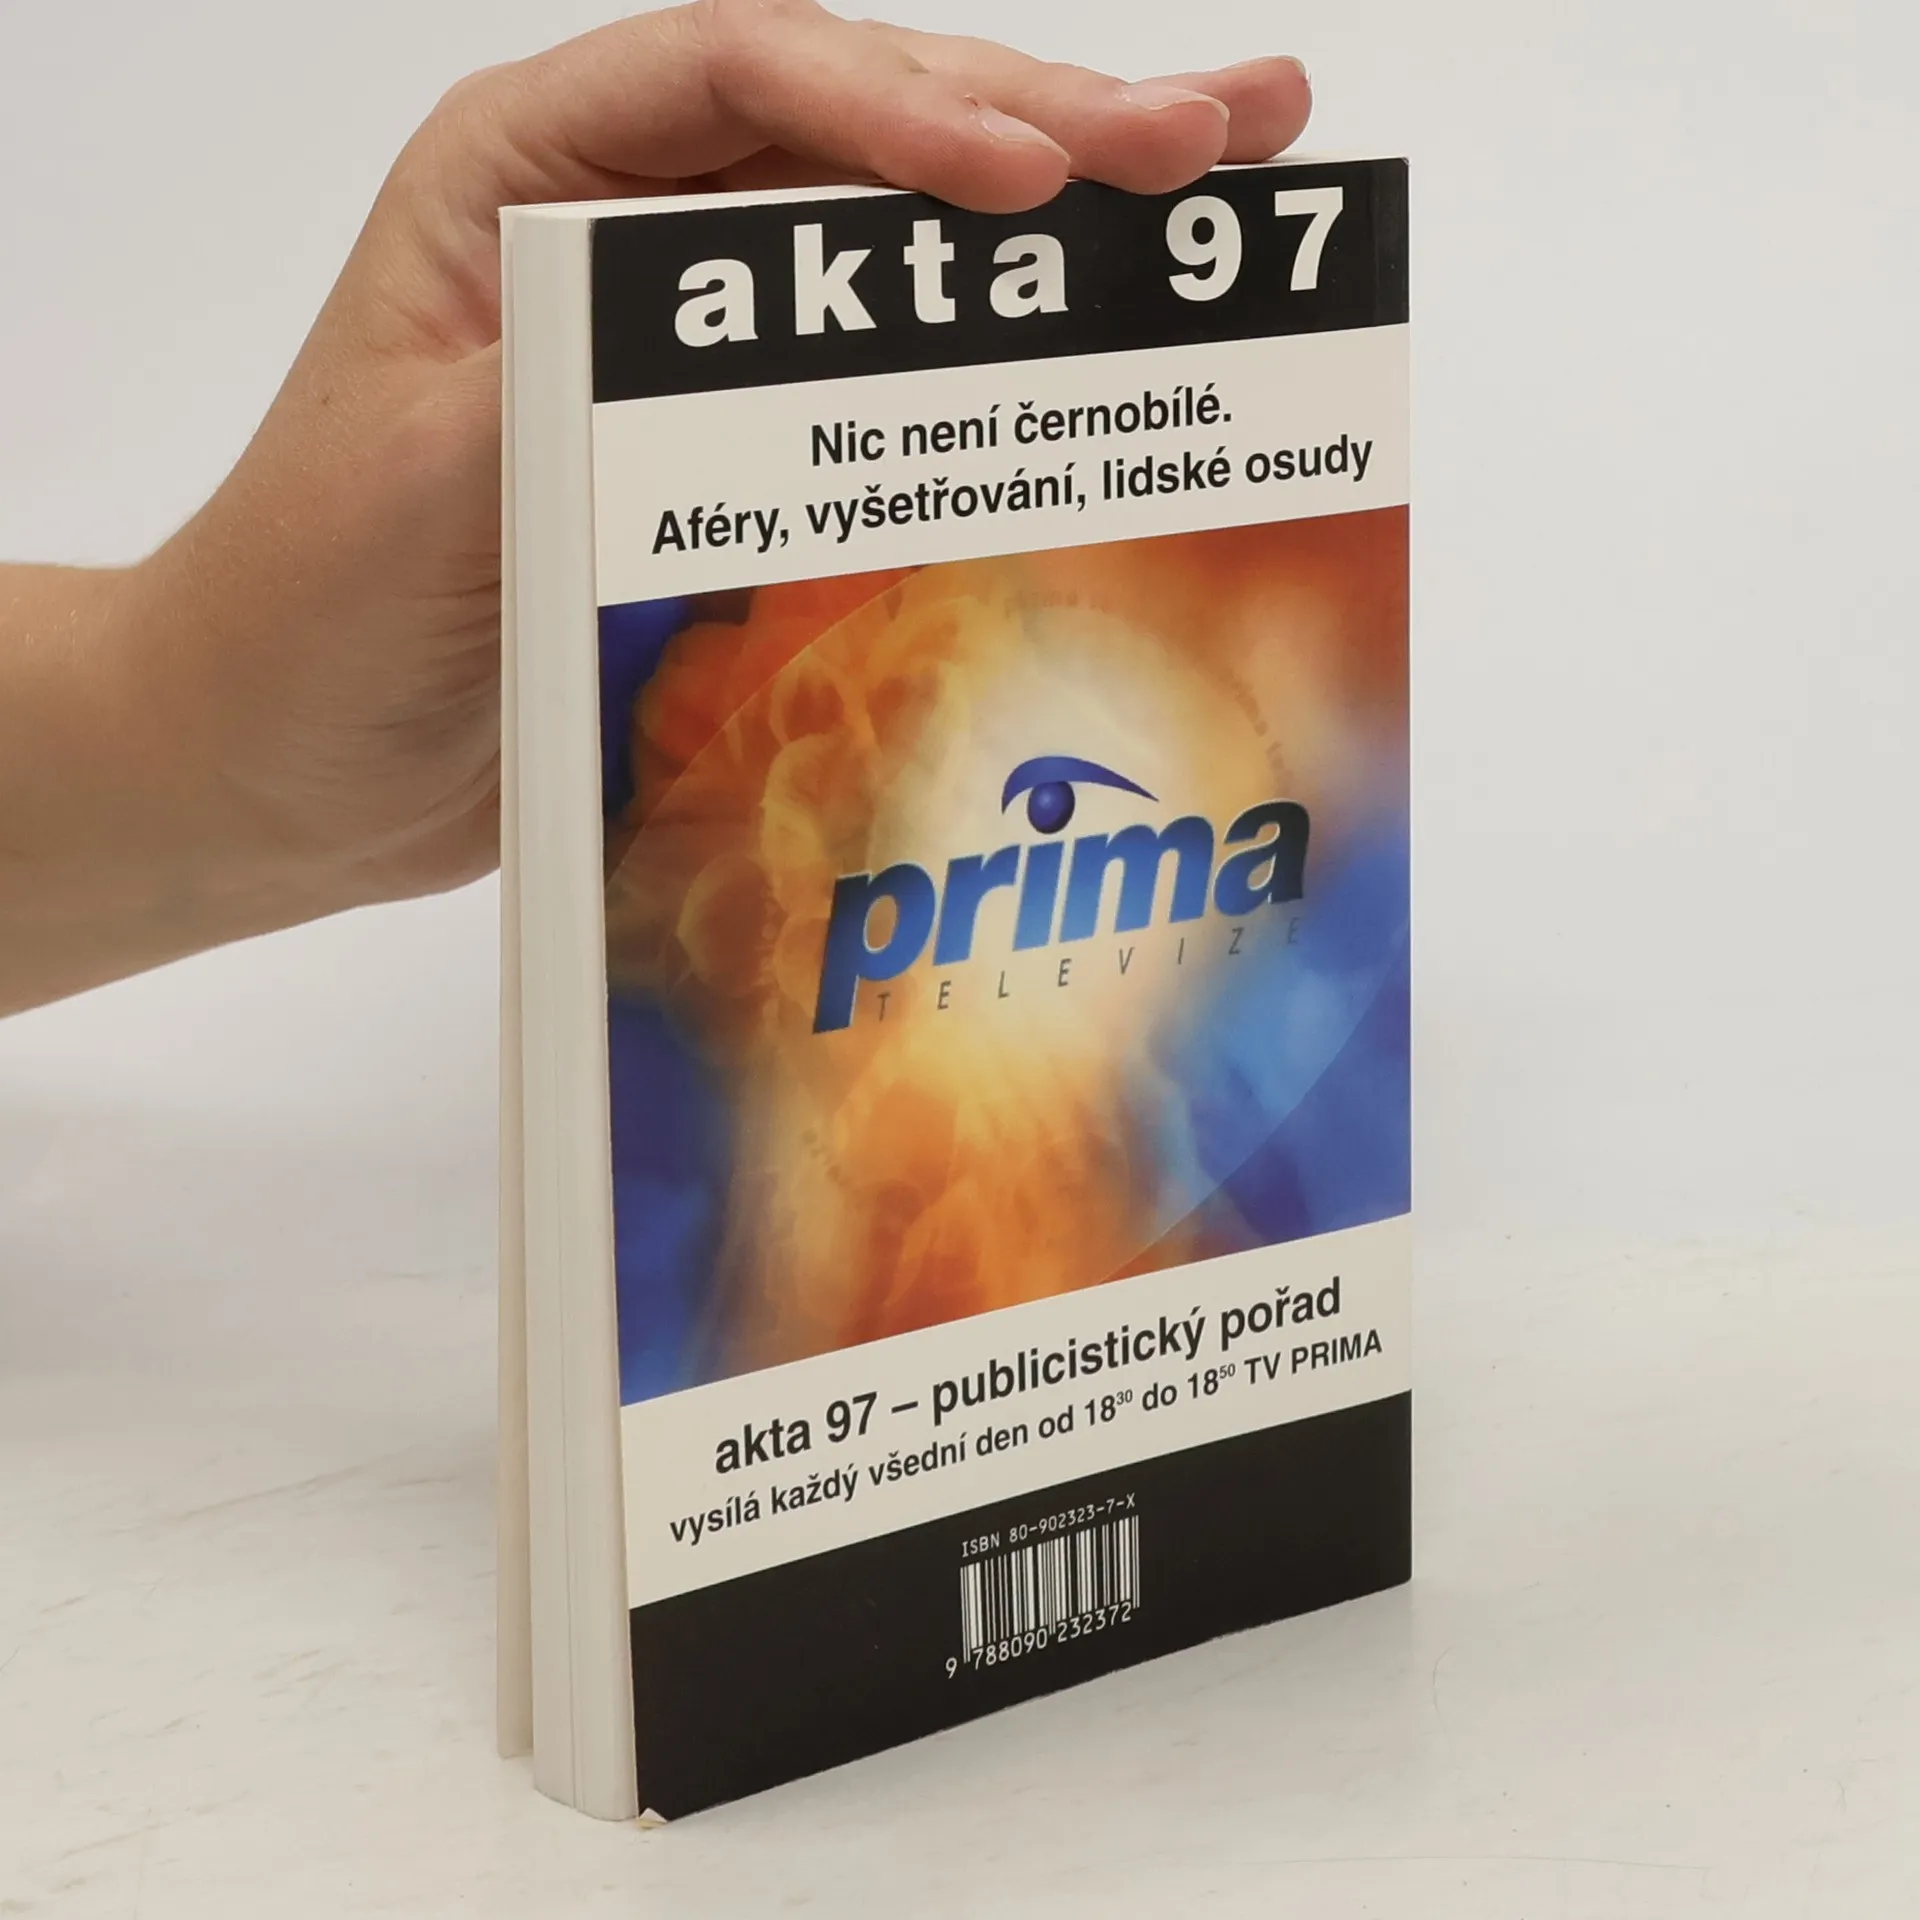 akta 97
Nic není černobílé.
Aféry, vyšetřování, lidské osudy
prima
TELEVIZE
akta 97 – publicistický pořad
vysílá každý všední den od 18³⁰ do 18⁵⁰ TV PRIMA
ISBN 80-902323-7-X
9 788090 232372